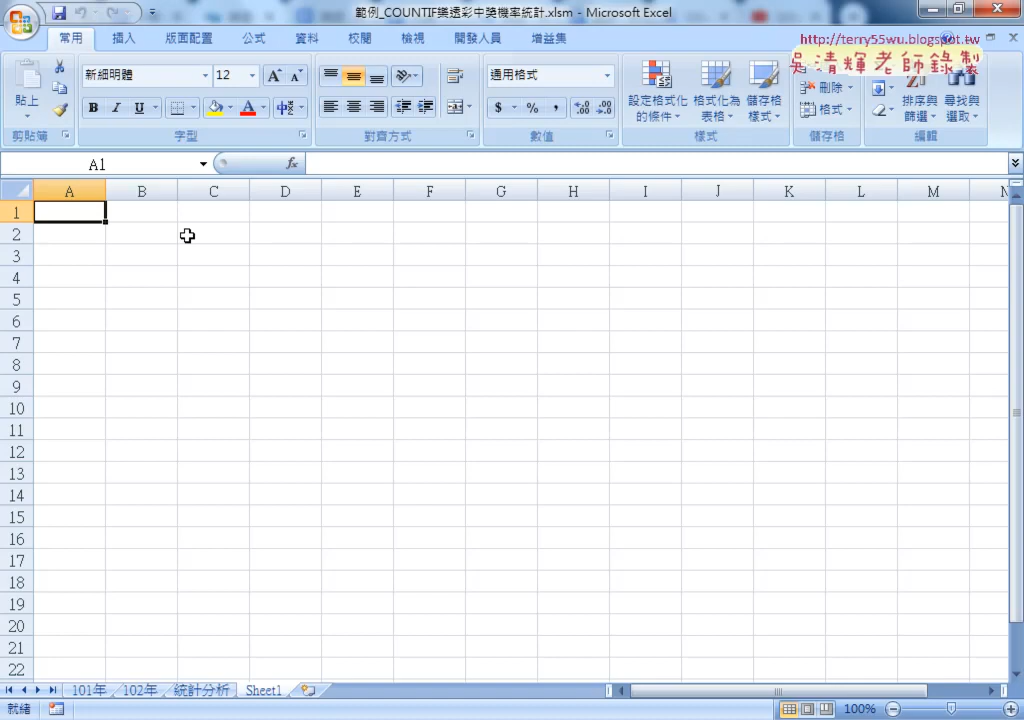 範例_COUNTIF樂透彩中獎機率統計.xlsm - Microsoft Excel
常用 插入 版面配置 公式 資料 校閱 檢視 開發人員 增益集
http://terry55wu.blogspot.tw
吳清輝老師錄製
貼上
新細明體 12
B I U
A A
中
通用格式
$ % ,
設定格式化的條件
格式化為表格
儲存格樣式
刪除
格式
排序與篩選
尋找與選取
剪貼簿 字型 對齊方式 數值 樣式 儲存格 編輯
A1 fx
A B C D E F G H I J K L M N
1
2
3
4
5
6
7
8
9
10
11
12
13
14
15
16
17
18
19
20
21
22
101年 102年 統計分析 Sheet1
就緒 100%